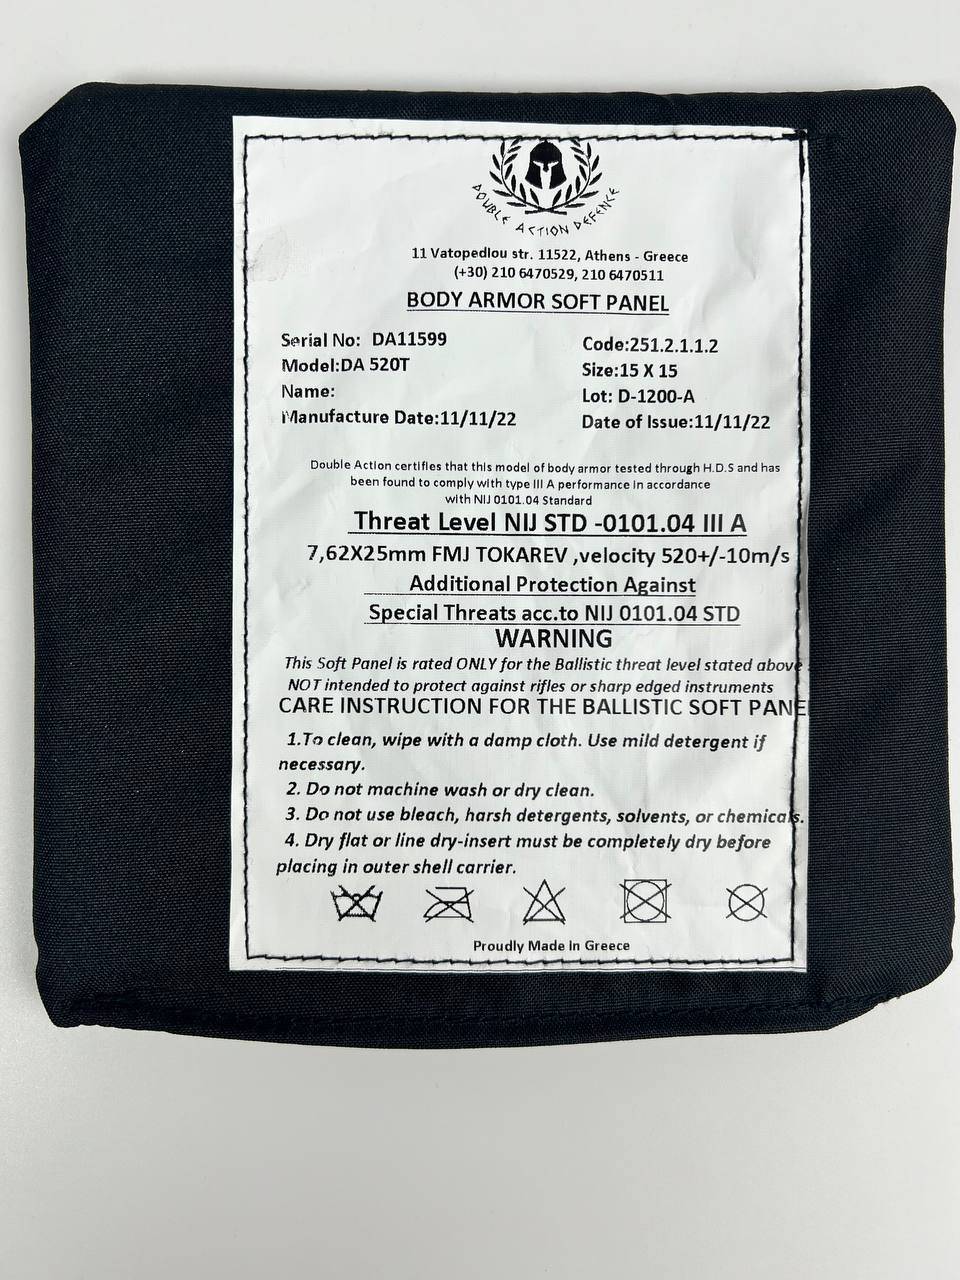 DOUBLE ACTION DEFENCE
11 Vatopediou str. 11522, Athens - Greece
(+30) 210 6470529, 210 6470511
BODY ARMOR SOFT PANEL
Serial No: DA11599
Code:251.2.1.1.2
Model:DA 520T
Size:15 X 15
Name:
Lot: D-1200-A
Manufacture Date:11/11/22
Date of Issue:11/11/22
Double Action certifies that this model of body armor tested through H.D.S and has
been found to comply with type III A performance in accordance
with NIJ 0101.04 Standard
Threat Level NIJ STD -0101.04 III A
7,62X25mm FMJ TOKAREV ,velocity 520+/-10m/s
Additional Protection Against
Special Threats acc.to NIJ 0101.04 STD
WARNING
This Soft Panel is rated ONLY for the Ballistic threat level stated above
NOT intended to protect against rifles or sharp edged instruments
CARE INSTRUCTION FOR THE BALLISTIC SOFT PANE
1.To clean, wipe with a damp cloth. Use mild detergent if
necessary.
2. Do not machine wash or dry clean.
3. Do not use bleach, harsh detergents, solvents, or chemicals.
4. Dry flat or line dry-insert must be completely dry before
placing in outer shell carrier.
Proudly Made In Greece